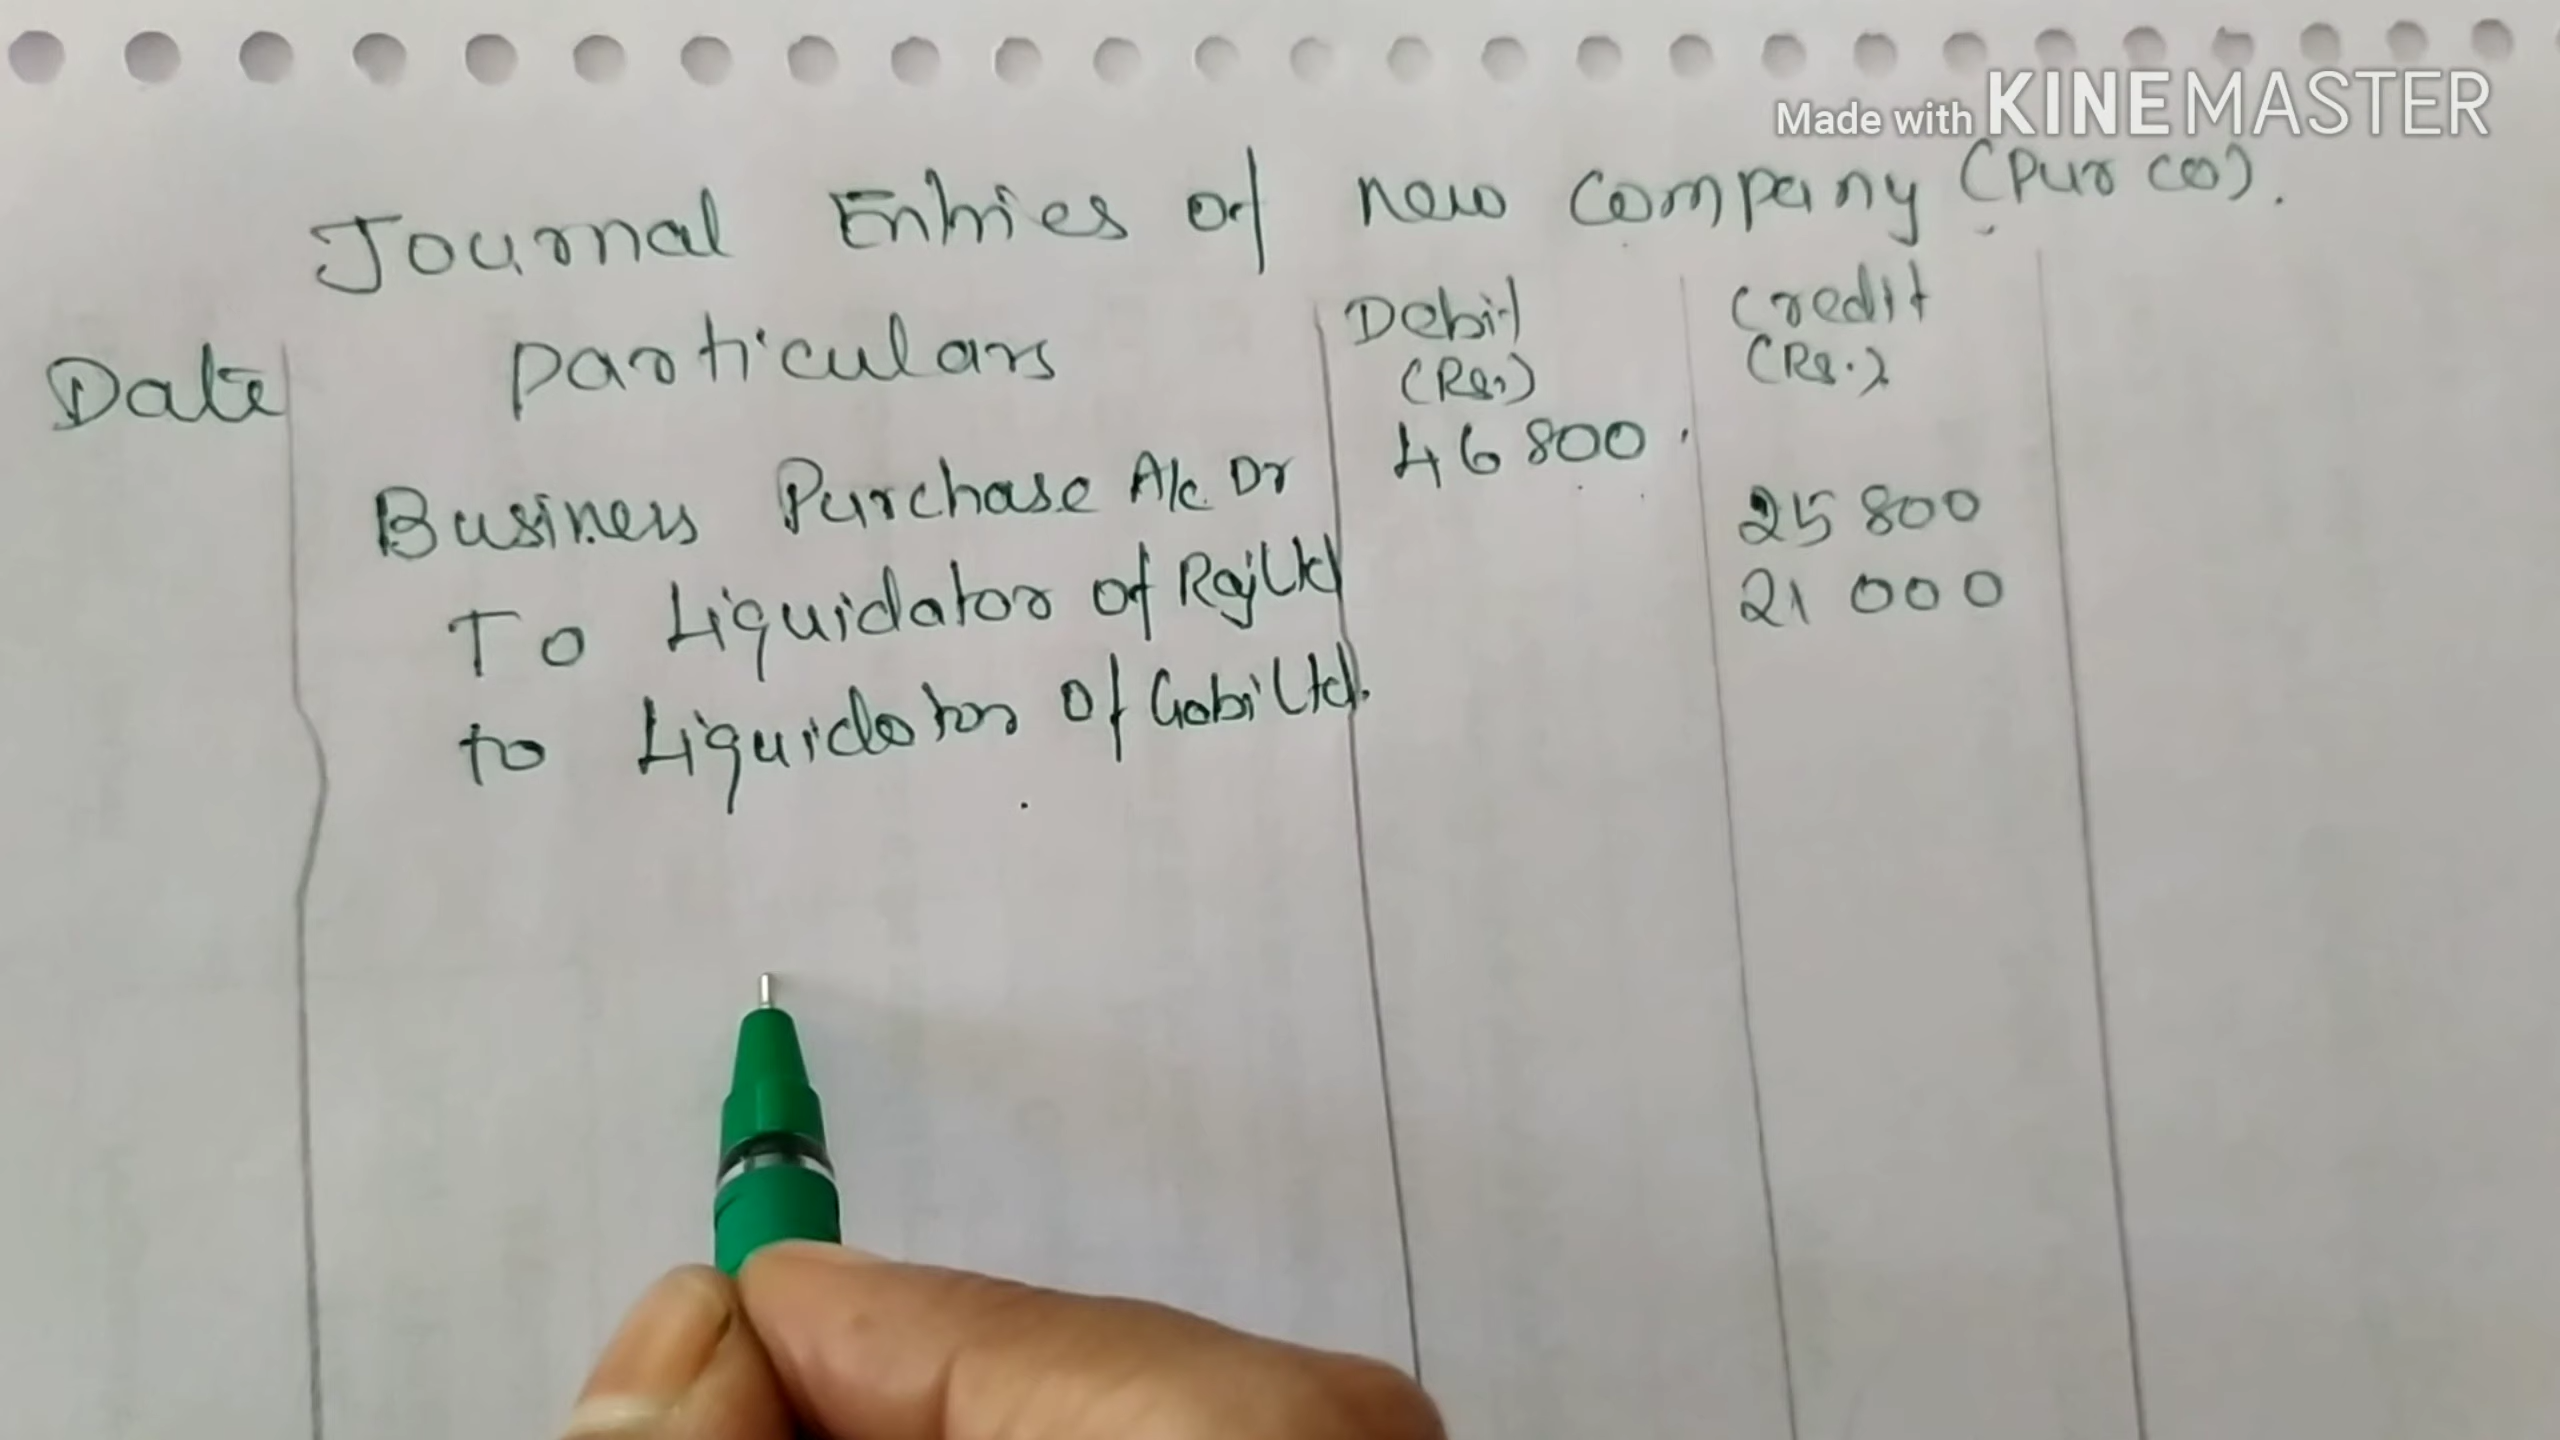 Made with KINEMASTER
Journal Entries of new Company (Pur co).
Date Particulars Debit (Rs.) Credit (Rs.)
Business Purchase A/c Dr 46800
To Liquidator of Raj Ltd 25800
to Liquidator of Gobi Ltd. 21000